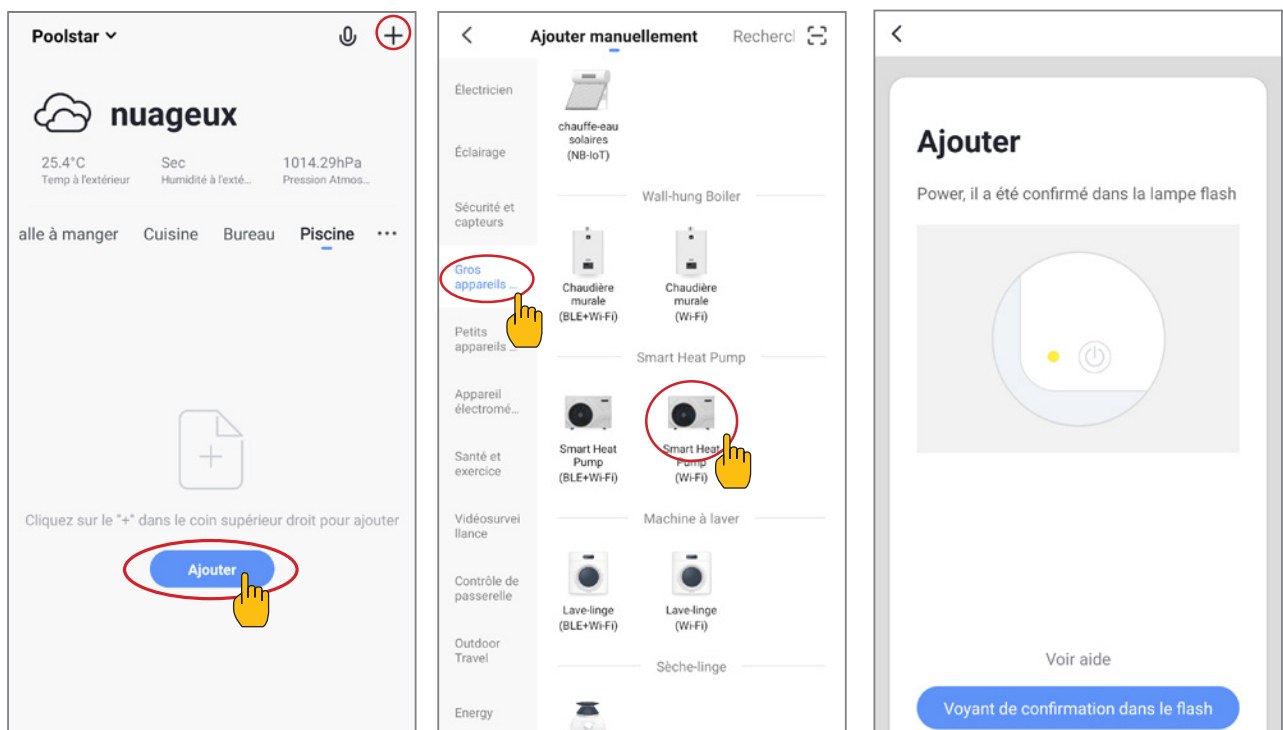 Poolstar
nuageux
25.4°C Sec 1014.29hPa
Temp à l'extérieur Humidité à l'exté... Pression Atmos...
alle à manger Cuisine Bureau Piscine ...
Cliquez sur le "+" dans le coin supérieur droit pour ajouter
Ajouter
Ajouter manuellement Rechercl
Électricien
Éclairage
Sécurité et
capteurs
Gros
appareils ...
Petits
appareils ...
Appareil
électromé...
Santé et
exercice
Vidéosurvei
llance
Contrôle de
passerelle
Outdoor
Travel
Energy
chauffe-eau
solaires
(NB-IoT)
Wall-hung Boiler
Chaudière
murale
(BLE+Wi-Fi)
Chaudière
murale
(Wi-Fi)
Smart Heat Pump
Smart Heat
Pump
(BLE+Wi-Fi)
Smart Heat
Pump
(Wi-Fi)
Machine à laver
Lave-linge
(BLE+Wi-Fi)
Lave-linge
(Wi-Fi)
Sèche-linge
Ajouter
Power, il a été confirmé dans la lampe flash
Voir aide
Voyant de confirmation dans le flash